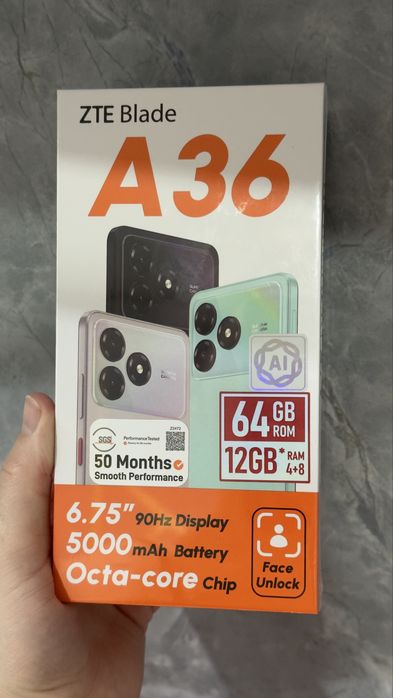 ZTE Blade
A36
AI
64 GB ROM
12GB* RAM 4+8
SGS
Performance Tested
50 Months
Smooth Performance
6.75” 90Hz Display
5000mAh Battery
Octa-core Chip
Face
Unlock